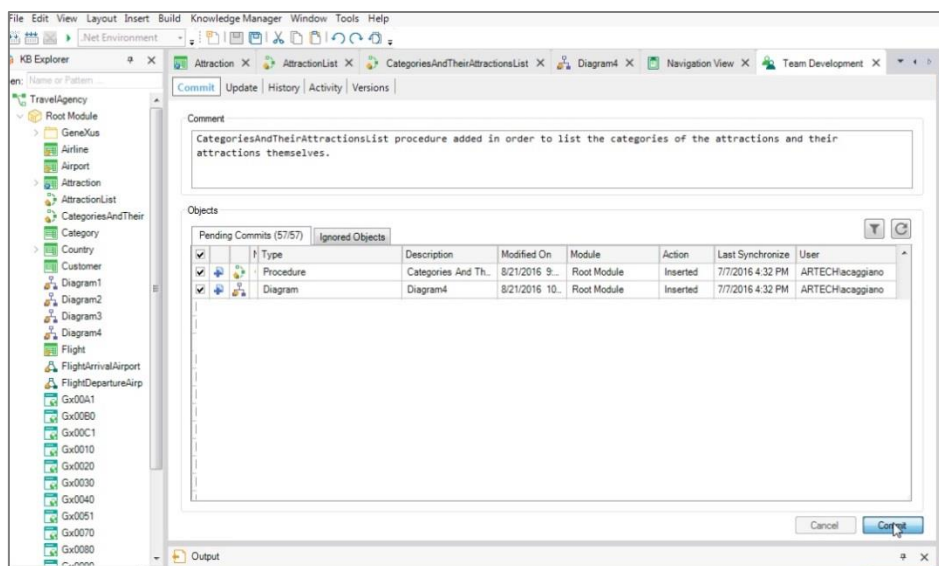 File Edit View Layout Insert Build Knowledge Manager Window Tools Help
.Net Environment
KB Explorer
Attraction AttractionList CategoriesAndTheirAttractionsList Diagram4 Navigation View Team Development
en: Name or Pattern ...
Commit Update History Activity Versions
TravelAgency
Root Module
GeneXus
Airline
Airport
Attraction
AttractionList
CategoriesAndTheir
Category
Country
Customer
Diagram1
Diagram2
Diagram3
Diagram4
Flight
FlightArrivalAirport
FlightDepartureAirp
Gx00A1
Gx00B0
Gx00C1
Gx0010
Gx0020
Gx0030
Gx0040
Gx0051
Gx0070
Gx0080
Comment
CategoriesAndTheirAttractionsList procedure added in order to list the categories of the attractions and their
attractions themselves.
Objects
Pending Commits (57/57) Ignored Objects
Type Description Modified On Module Action Last Synchronize User
Procedure Categories And Th... 8/21/2016 9:... Root Module Inserted 7/7/2016 4:32 PM ARTECH\acaggiano
Diagram Diagram4 8/21/2016 10... Root Module Inserted 7/7/2016 4:32 PM ARTECH\acaggiano
Cancel Commit
Output